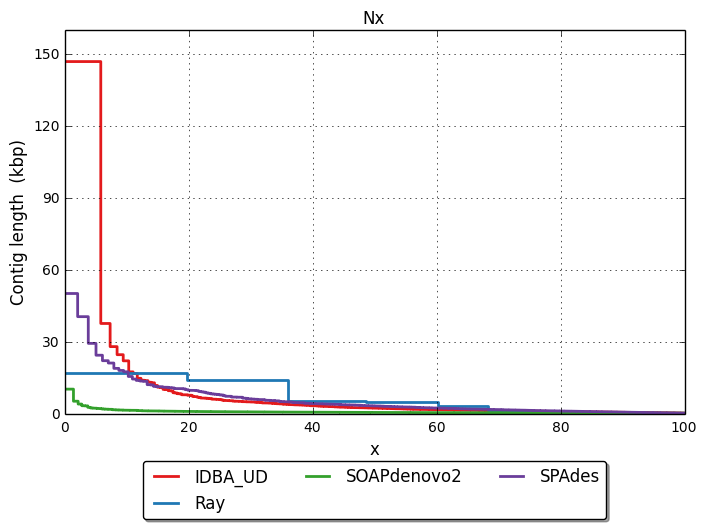 Nx
150
120
90
60
30
0
Contig length (kbp)
0 20 40 60 80 100
x
IDBA_UD SOAPdenovo2 SPAdes
Ray